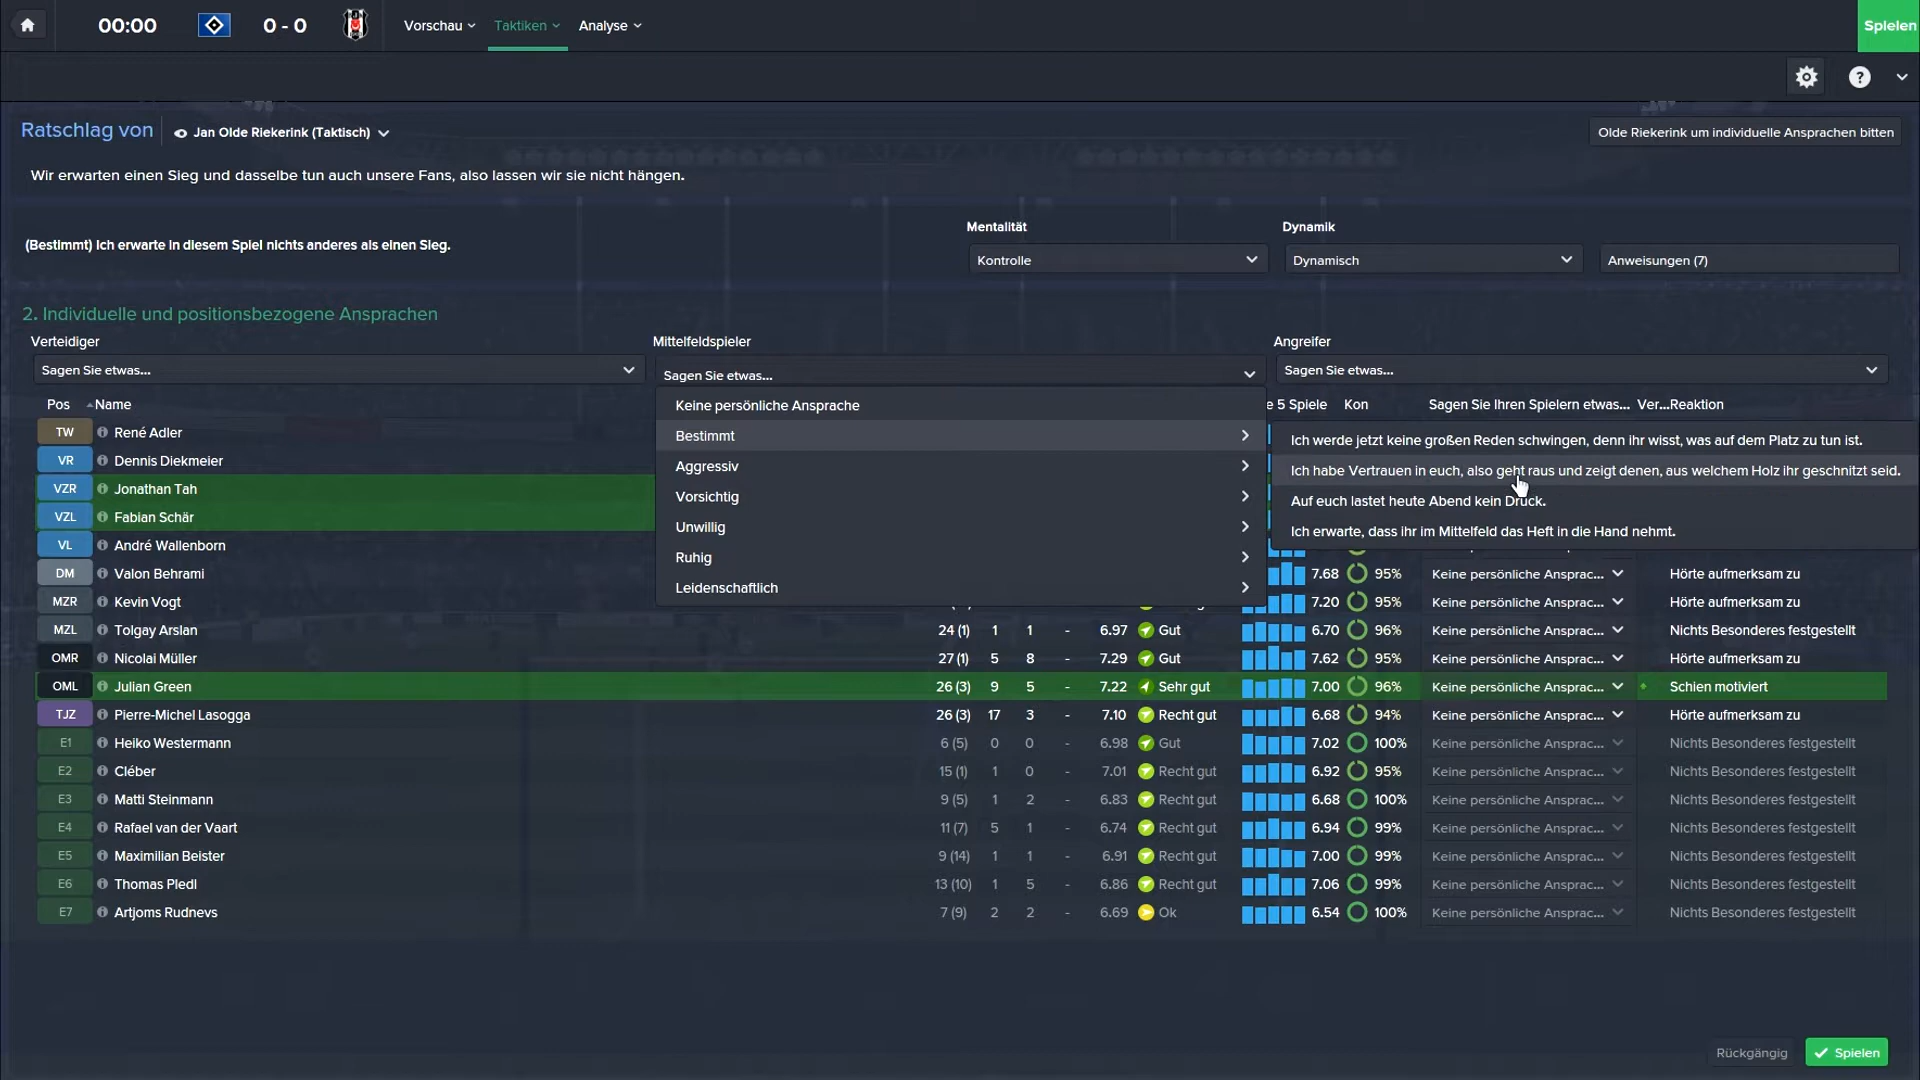 00:00
0 - 0
Vorschau
Taktiken
Analyse
Spielen
?
Ratschlag von
Jan Olde Riekerink (Taktisch)
Olde Riekerink um individuelle Ansprachen bitten
Wir erwarten einen Sieg und dasselbe tun auch unsere Fans, also lassen wir sie nicht hängen.
Mentalität
Dynamik
(Bestimmt) Ich erwarte in diesem Spiel nichts anderes als einen Sieg.
Kontrolle
Dynamisch
Anweisungen (7)
2. Individuelle und positionsbezogene Ansprachen
Verteidiger
Mittelfeldspieler
Angreifer
Sagen Sie etwas...
Sagen Sie etwas...
Sagen Sie etwas...
Keine persönliche Ansprache
Bestimmt
Aggressiv
Vorsichtig
Unwillig
Ruhig
Leidenschaftlich
Ich werde jetzt keine großen Reden schwingen, denn ihr wisst, was auf dem Platz zu tun ist.
Ich habe Vertrauen in euch, also geht raus und zeigt denen, aus welchem Holz ihr geschnitzt seid.
Auf euch lastet heute Abend kein Druck.
Ich erwarte, dass ihr im Mittelfeld das Heft in die Hand nehmt.
Pos Name e 5 Spiele Kon Sagen Sie Ihren Spielern etwas... Ver...Reaktion
TW René Adler
VR Dennis Diekmeier
VZR Jonathan Tah
VZL Fabian Schär
VL André Wallenborn
DM Valon Behrami 7.68 95% Keine persönliche Ansprac... Hörte aufmerksam zu
MZR Kevin Vogt 7.20 95% Keine persönliche Ansprac... Hörte aufmerksam zu
MZL Tolgay Arslan 24 (1) 1 1 - 6.97 Gut 6.70 96% Keine persönliche Ansprac... Nichts Besonderes festgestellt
OMR Nicolai Müller 27 (1) 5 8 - 7.29 Gut 7.62 95% Keine persönliche Ansprac... Hörte aufmerksam zu
OML Julian Green 26 (3) 9 5 - 7.22 Sehr gut 7.00 96% Keine persönliche Ansprac... Schien motiviert
TJZ Pierre-Michel Lasogga 26 (3) 17 3 - 7.10 Recht gut 6.68 94% Keine persönliche Ansprac... Hörte aufmerksam zu
E1 Heiko Westermann 6 (5) 0 0 - 6.98 Gut 7.02 100% Keine persönliche Ansprac... Nichts Besonderes festgestellt
E2 Cléber 15 (1) 1 0 - 7.01 Recht gut 6.92 95% Keine persönliche Ansprac... Nichts Besonderes festgestellt
E3 Matti Steinmann 9 (5) 1 2 - 6.83 Recht gut 6.68 100% Keine persönliche Ansprac... Nichts Besonderes festgestellt
E4 Rafael van der Vaart 11 (7) 5 1 - 6.74 Recht gut 6.94 99% Keine persönliche Ansprac... Nichts Besonderes festgestellt
E5 Maximilian Beister 9 (14) 1 1 - 6.91 Recht gut 7.00 99% Keine persönliche Ansprac... Nichts Besonderes festgestellt
E6 Thomas Pledl 13 (10) 1 5 - 6.86 Recht gut 7.06 99% Keine persönliche Ansprac... Nichts Besonderes festgestellt
E7 Artjoms Rudnevs 7 (9) 2 2 - 6.69 Ok 6.54 100% Keine persönliche Ansprac... Nichts Besonderes festgestellt
Rückgängig
Spielen